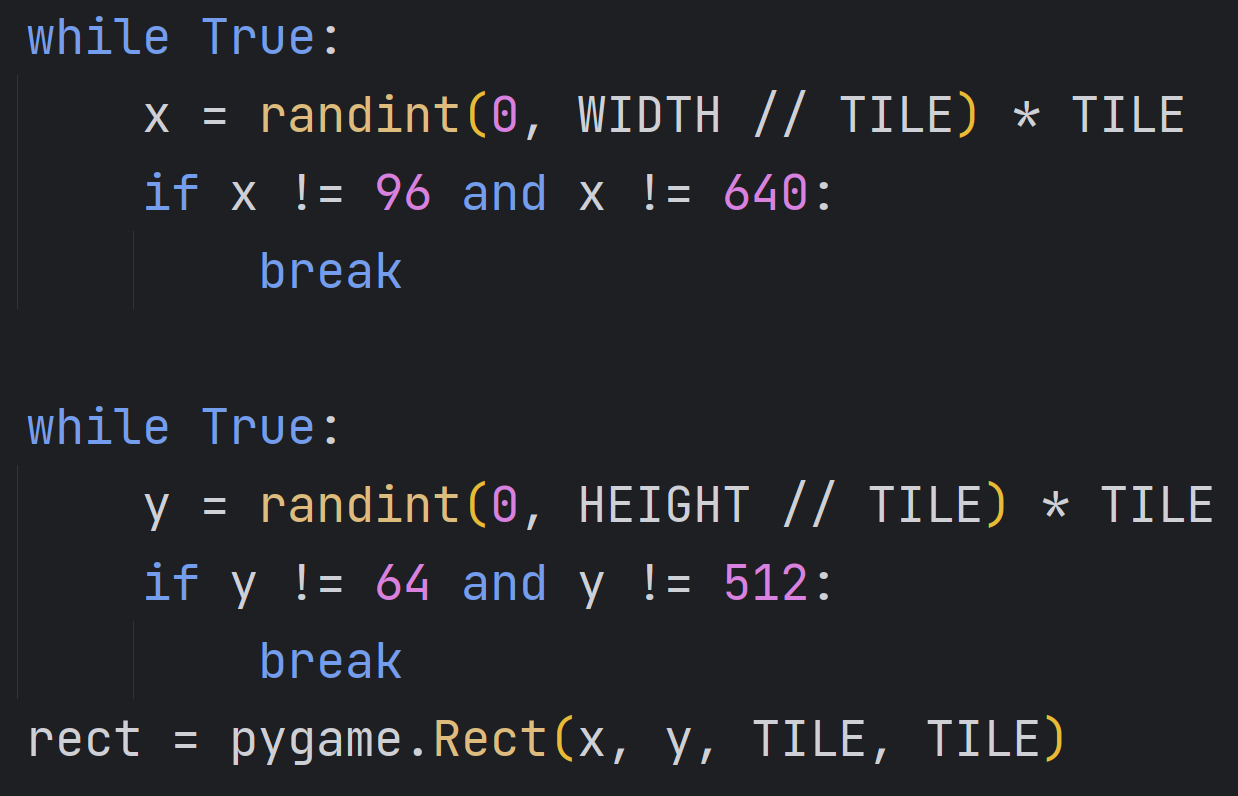 while True:
    x = randint(0, WIDTH // TILE) * TILE
    if x != 96 and x != 640:
        break

while True:
    y = randint(0, HEIGHT // TILE) * TILE
    if y != 64 and y != 512:
        break
rect = pygame.Rect(x, y, TILE, TILE)